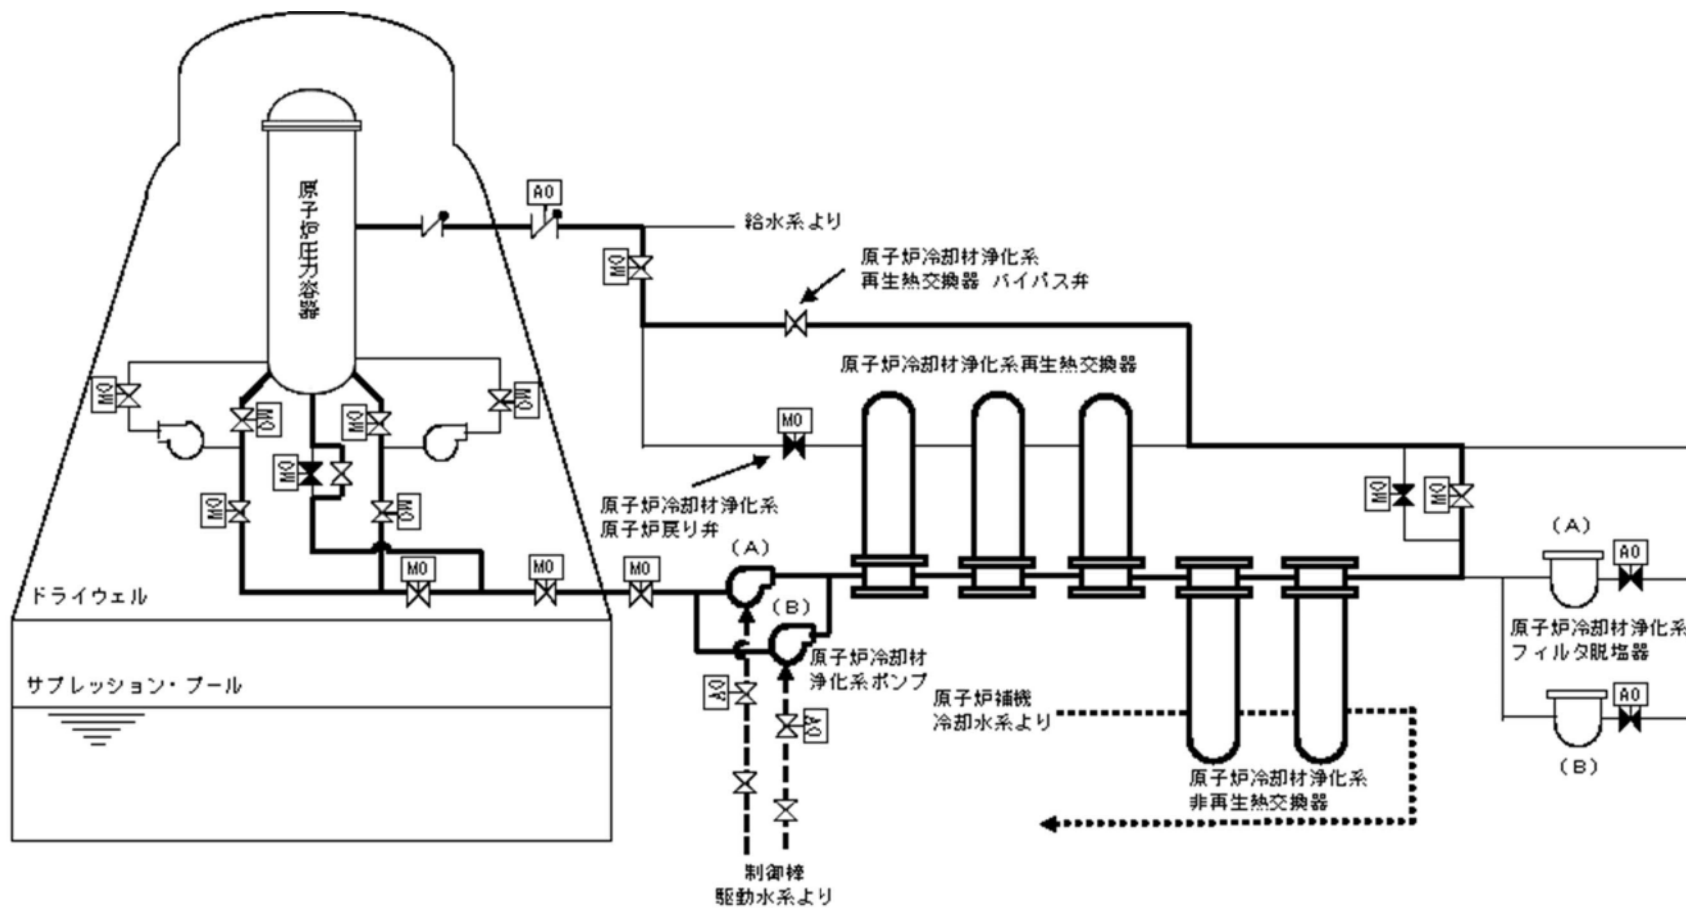 AO
給水系より
原子炉圧力容器
MO
原子炉冷却材浄化系
再生熱交換器 バイパス弁
原子炉冷却材浄化系再生熱交換器
MO
MO
MO
MO
MO
MO
MO
原子炉冷却材浄化系
原子炉戻り弁
MO
MO
MO
MO
(A)
(A)
AO
MO
MO
MO
ドライウェル
(B)
原子炉冷却材
浄化系ポンプ
原子炉冷却材浄化系
フィルタ脱塩器
サプレッション・プール
AO
AO
原子炉補機
冷却水系より
AO
(B)
原子炉冷却材浄化系
非再生熱交換器
制御棒
駆動水系より